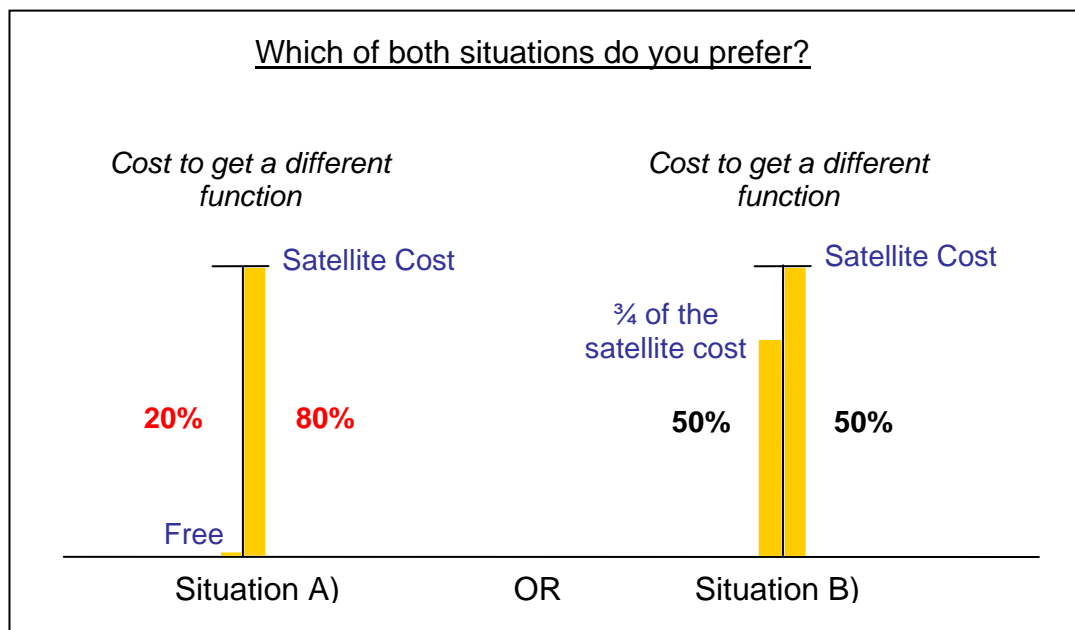 Which of both situations do you prefer?
Cost to get a different
function
Satellite Cost
20%
80%
Free
Situation A)
OR
Cost to get a different
function
Satellite Cost
¾ of the
satellite cost
50%
50%
Situation B)